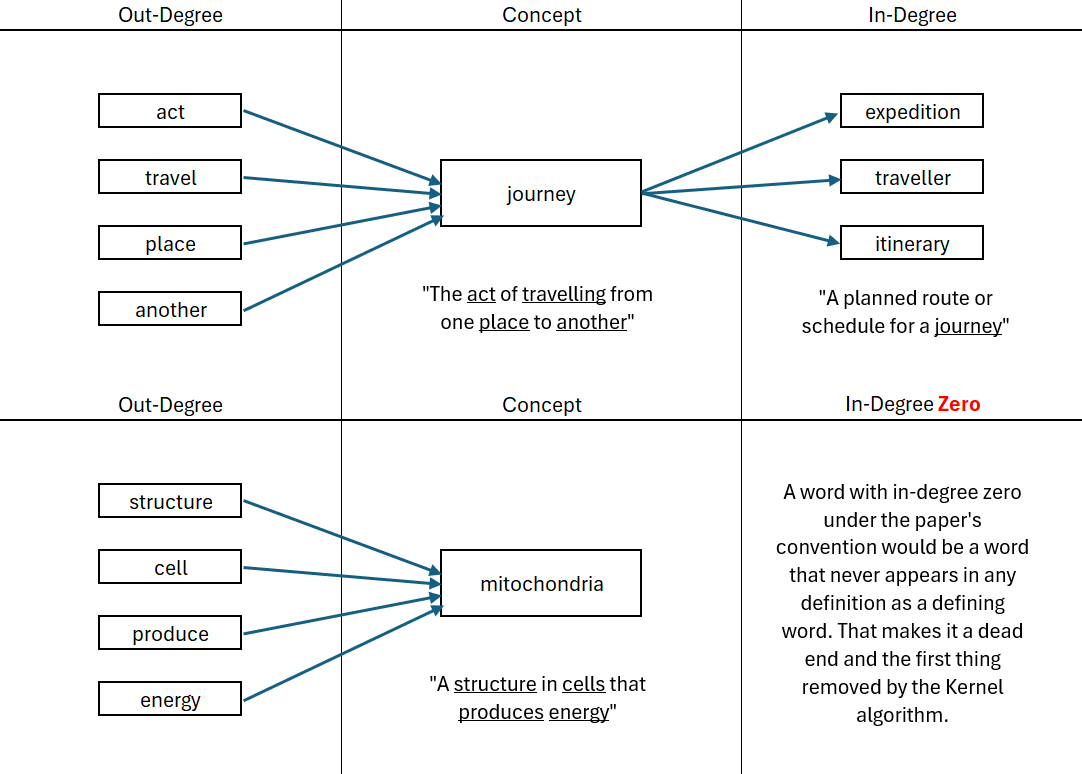 Out-Degree
Concept
In-Degree
act
travel
place
another
journey
"The act of travelling from
one place to another"
expedition
traveller
itinerary
"A planned route or
schedule for a journey"
Out-Degree
Concept
In-Degree Zero
structure
cell
produce
energy
mitochondria
"A structure in cells that
produces energy"
A word with in-degree zero
under the paper's
convention would be a word
that never appears in any
definition as a defining
word. That makes it a dead
end and the first thing
removed by the Kernel
algorithm.